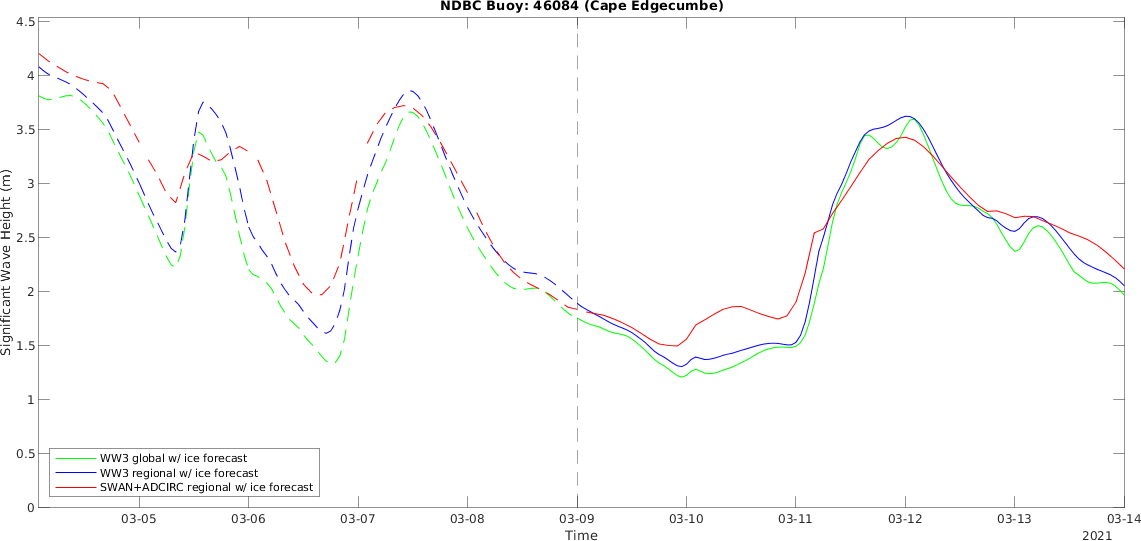 NDBC Buoy: 46084 (Cape Edgecumbe)
Significant Wave Height (m)
4.5
4
3.5
3
2.5
2
1.5
1
0.5
0
WW3 global w/ ice forecast
WW3 regional w/ ice forecast
SWAN+ADCIRC regional w/ ice forecast
03-05 03-06 03-07 03-08 03-09 03-10 03-11 03-12 03-13 03-14
Time
2021